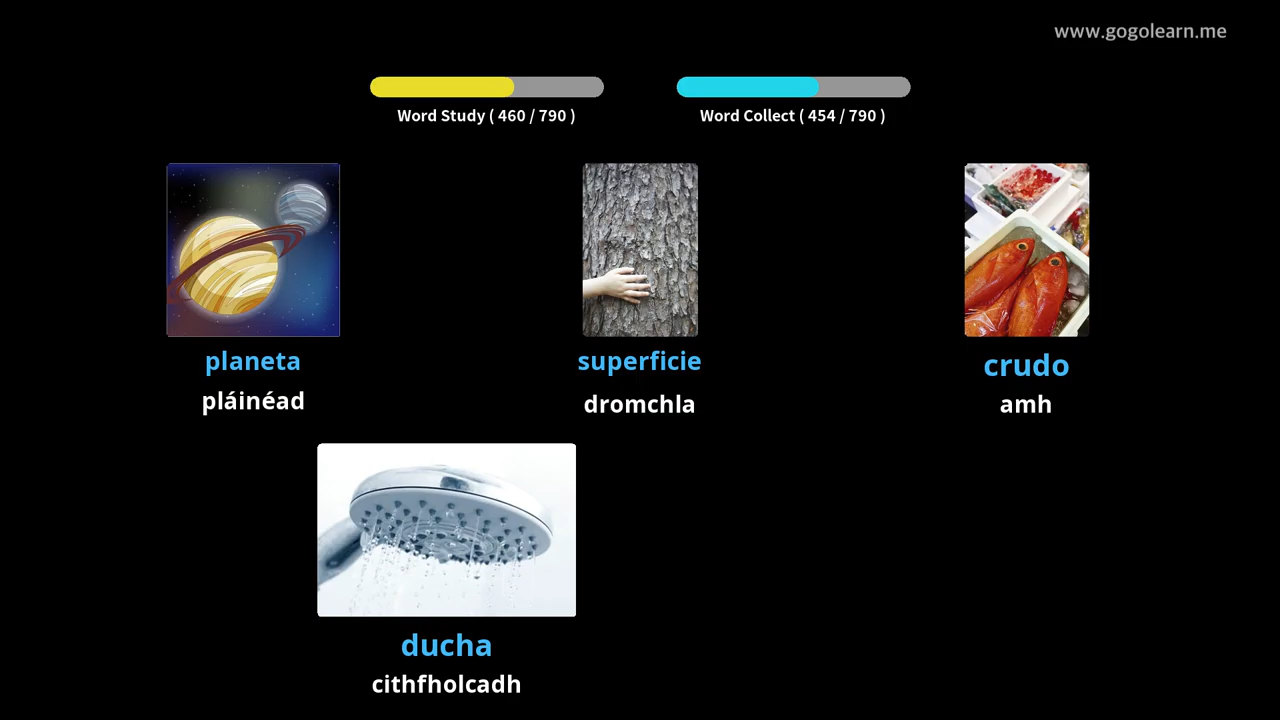 www.gogolearn.me
Word Study ( 460 / 790 )
Word Collect ( 454 / 790 )
planeta
pláinéad
superficie
dromchla
crudo
amh
ducha
cithfholcadh